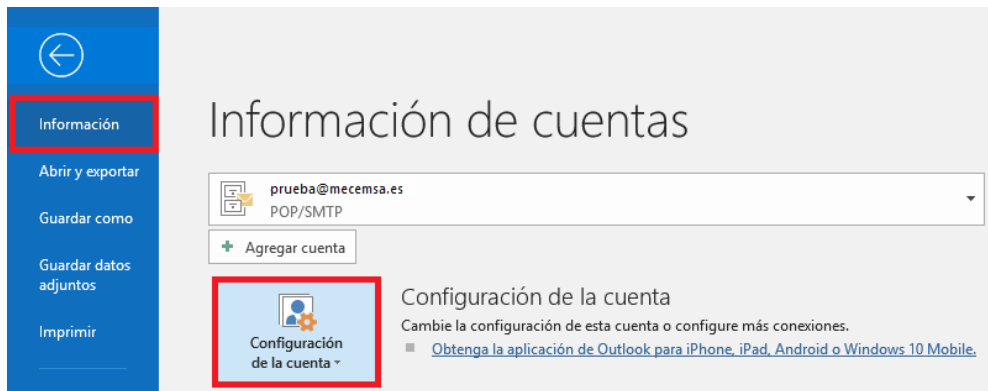 Información
Abrir y exportar
Guardar como
Guardar datos
adjuntos
Imprimir
Información de cuentas
prueba@mecemsa.es
POP/SMTP
Agregar cuenta
Configuración
de la cuenta
Configuración de la cuenta
Cambie la configuración de esta cuenta o configure más conexiones.
Obtenga la aplicación de Outlook para iPhone, iPad, Android o Windows 10 Mobile.